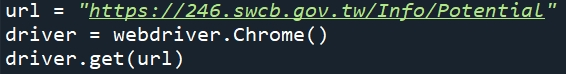 url = "https://246.swcb.gov.tw/Info/Potential"
driver = webdriver.Chrome()
driver.get(url)